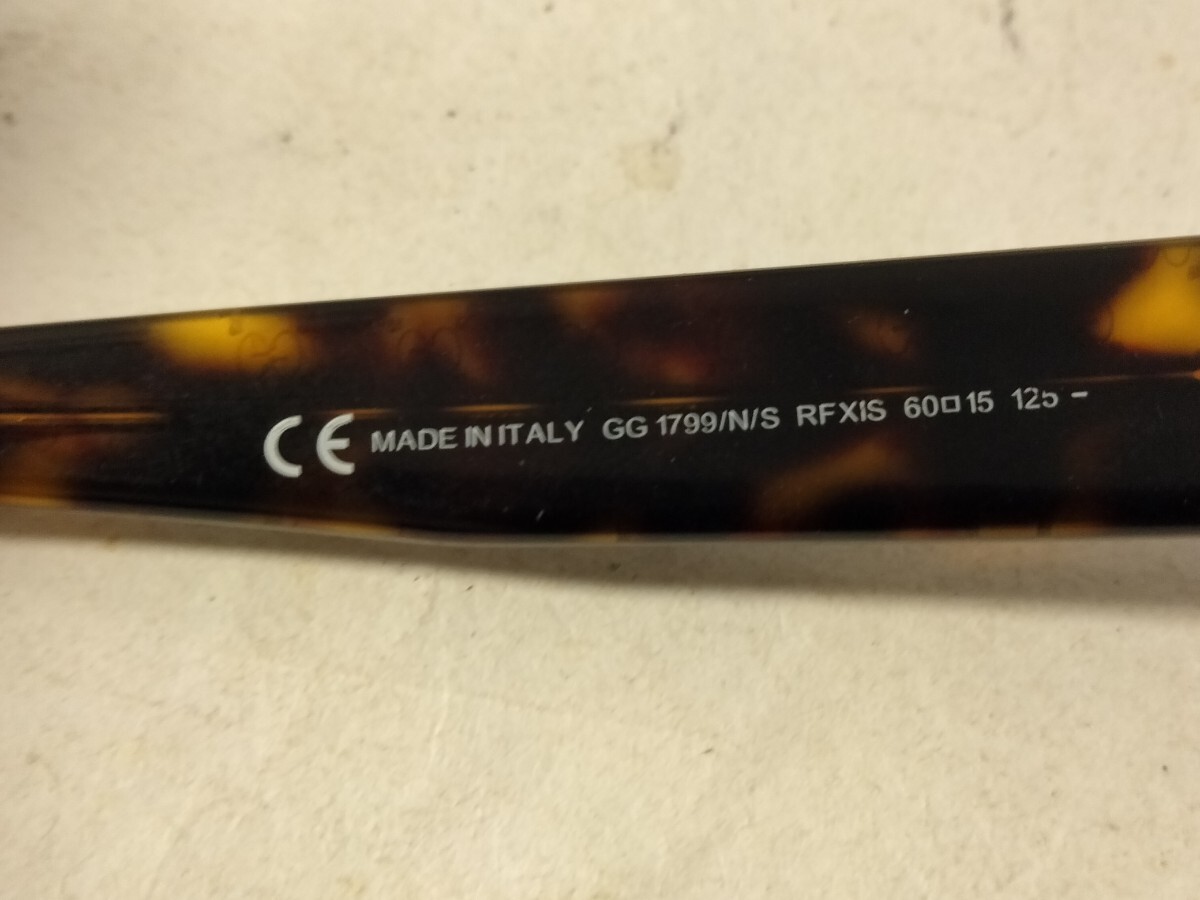 CE MADE IN ITALY GG 1799/N/S RFXIS 60□15 125 -